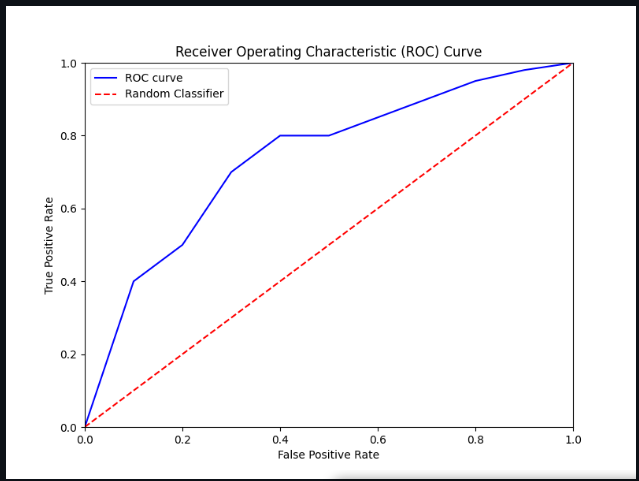 Receiver Operating Characteristic (ROC) Curve
1.0
ROC curve
Random Classifier
0.8
0.6
True Positive Rate
0.4
0.2
0.0
0.0 0.2 0.4 0.6 0.8 1.0
False Positive Rate